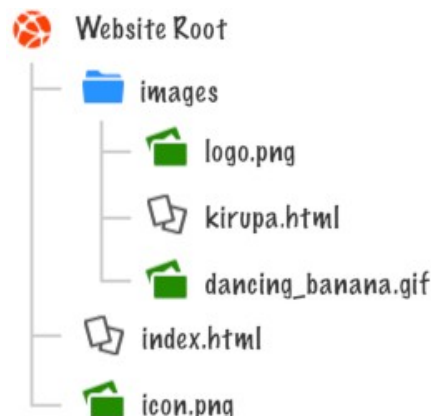 Website Root
images
logo.png
kirupa.html
dancing_banana.gif
index.html
icon.png